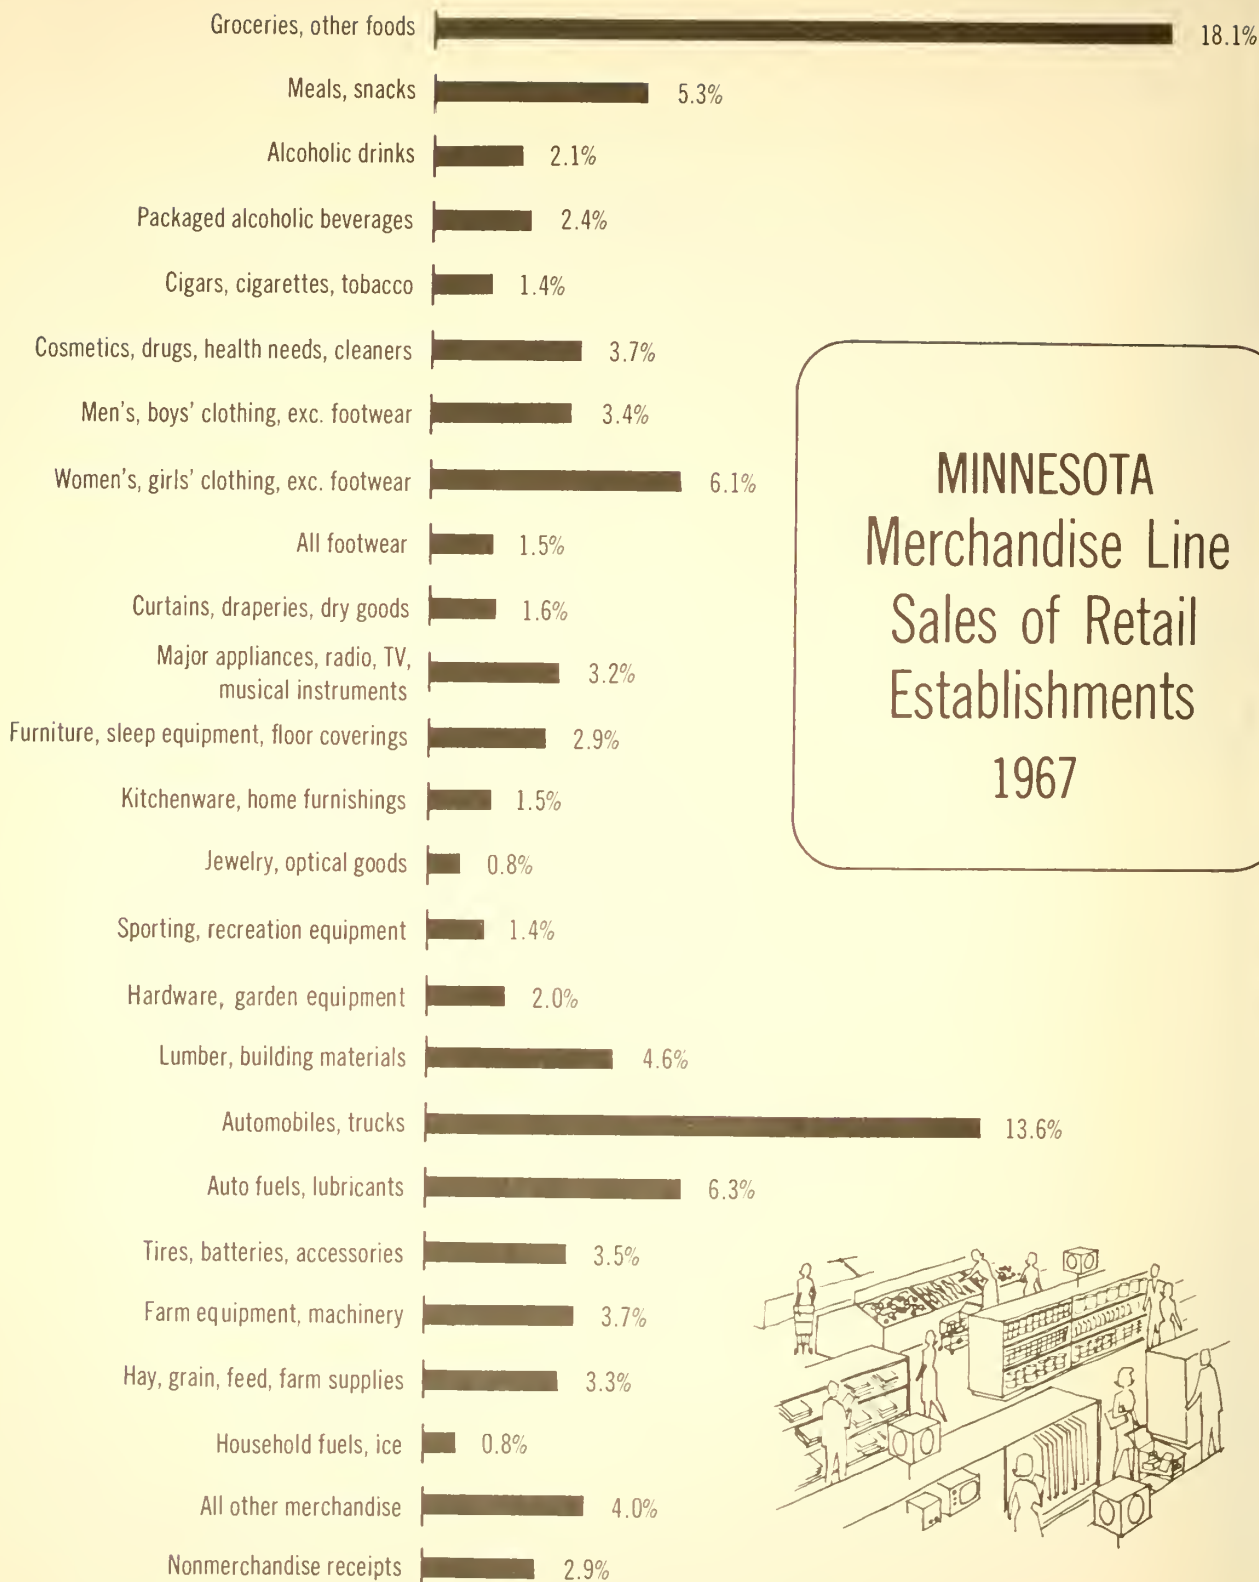 Groceries, other foods 18.1%
Meals, snacks 5.3%
Alcoholic drinks 2.1%
Packaged alcoholic beverages 2.4%
Cigars, cigarettes, tobacco 1.4%
Cosmetics, drugs, health needs, cleaners 3.7%
Men's, boys' clothing, exc. footwear 3.4%
Women's, girls' clothing, exc. footwear 6.1%
All footwear 1.5%
Curtains, draperies, dry goods 1.6%
Major appliances, radio, TV,
musical instruments 3.2%
Furniture, sleep equipment, floor coverings 2.9%
Kitchenware, home furnishings 1.5%
Jewelry, optical goods 0.8%
Sporting, recreation equipment 1.4%
Hardware, garden equipment 2.0%
Lumber, building materials 4.6%
Automobiles, trucks 13.6%
Auto fuels, lubricants 6.3%
Tires, batteries, accessories 3.5%
Farm equipment, machinery 3.7%
Hay, grain, feed, farm supplies 3.3%
Household fuels, ice 0.8%
All other merchandise 4.0%
Nonmerchandise receipts 2.9%
MINNESOTA
Merchandise Line
Sales of Retail
Establishments
1967